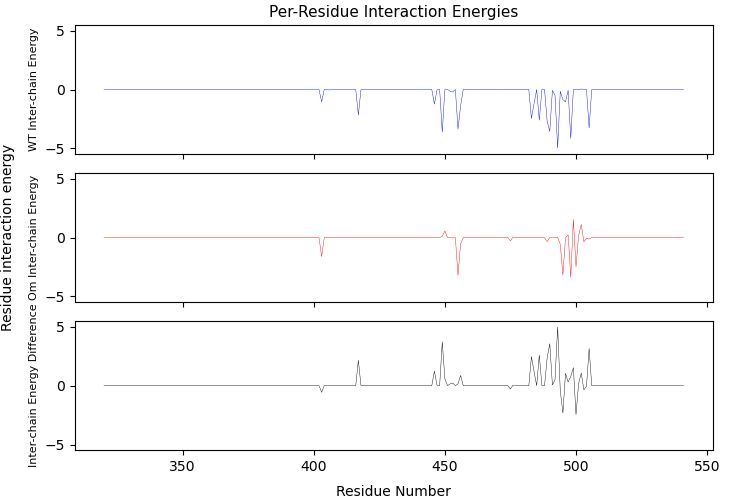 Per-Residue Interaction Energies
Residue interaction energy
WT Inter-chain Energy
5
0
−5
Om Inter-chain Energy
5
0
−5
Inter-chain Energy Difference
5
0
−5
350
400
450
500
550
Residue Number